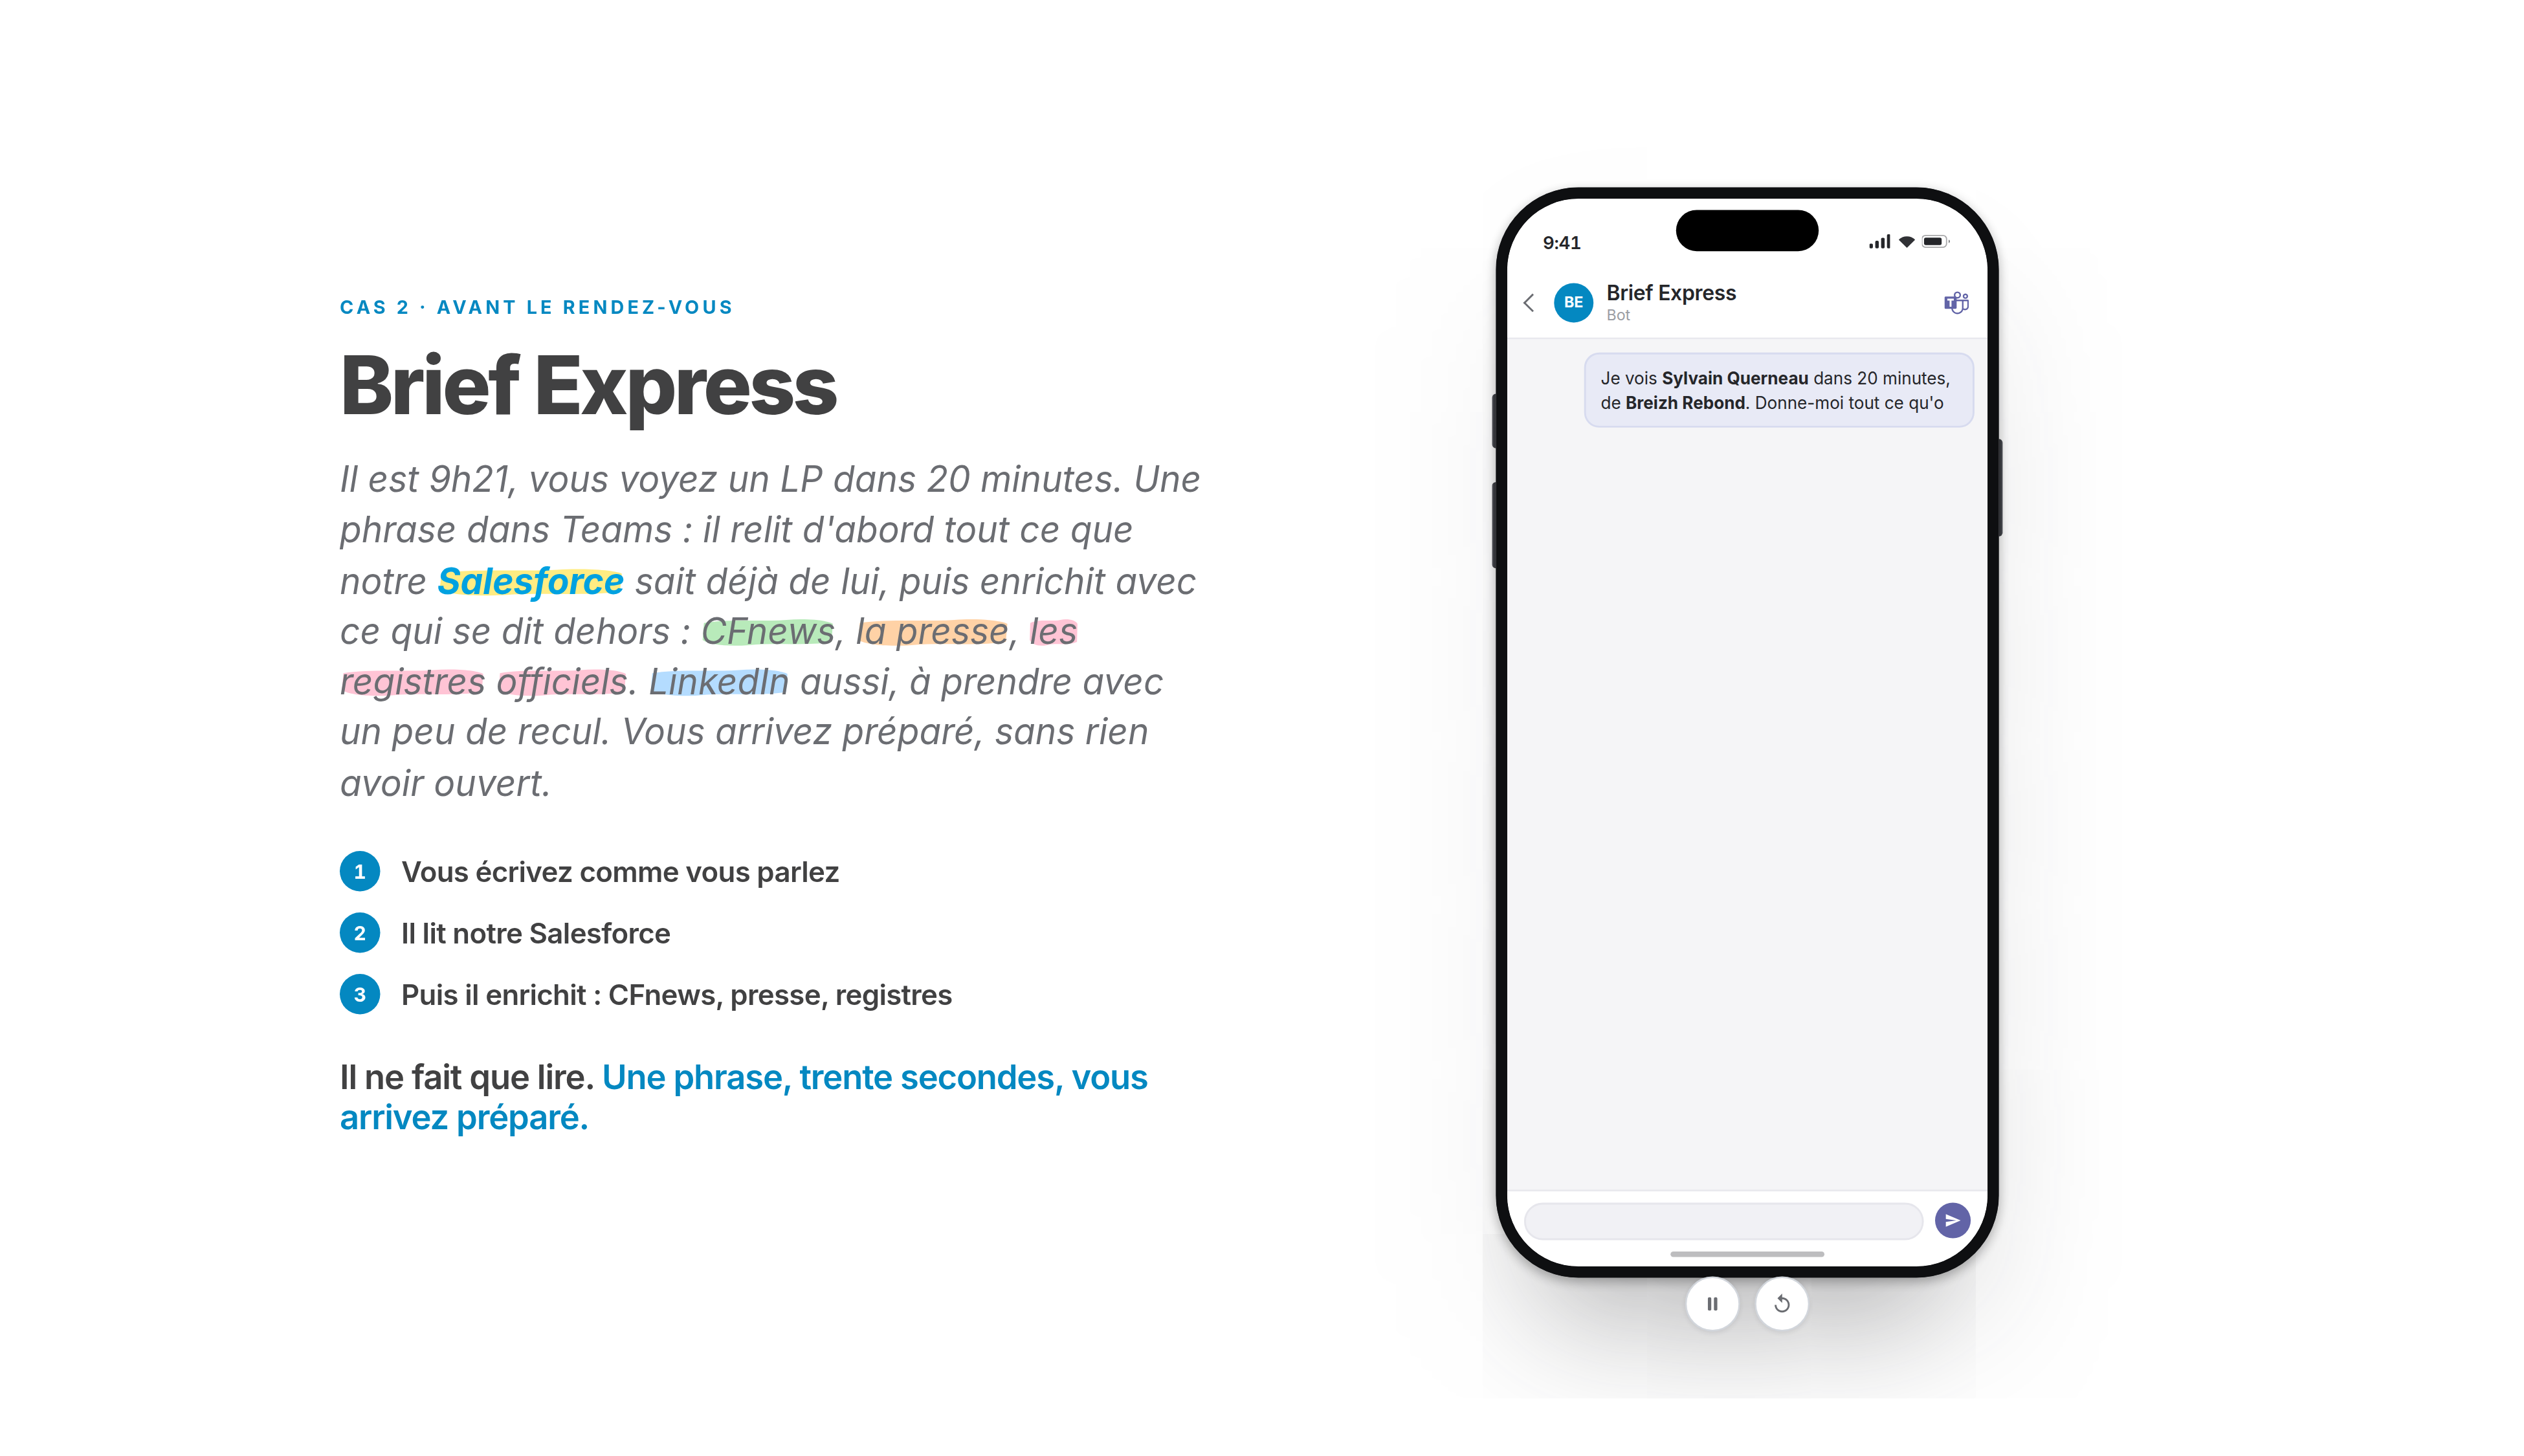 CAS 2 · AVANT LE RENDEZ-VOUS
Brief Express
Il est 9h21, vous voyez un LP dans 20 minutes. Une
phrase dans Teams : il relit d'abord tout ce que
notre Salesforce sait déjà de lui, puis enrichit avec
ce qui se dit dehors : CFnews, la presse, les
registres officiels. LinkedIn aussi, à prendre avec
un peu de recul. Vous arrivez préparé, sans rien
avoir ouvert.
1 Vous écrivez comme vous parlez
2 Il lit notre Salesforce
3 Puis il enrichit : CFnews, presse, registres
Il ne fait que lire. Une phrase, trente secondes, vous
arrivez préparé.
9:41
BE
Brief Express
Bot
T
Je vois Sylvain Querneau dans 20 minutes,
de Breizh Rebond. Donne-moi tout ce qu'o